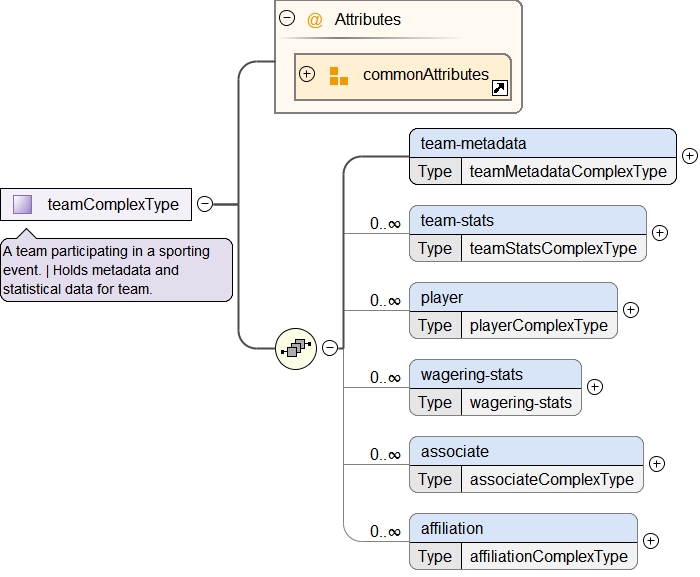 @ Attributes
commonAttributes
teamComplexType
A team participating in a sporting
event. | Holds metadata and
statistical data for team.
team-metadata
Type teamMetadataComplexType
0..∞
team-stats
Type teamStatsComplexType
0..∞
player
Type playerComplexType
0..∞
wagering-stats
Type wagering-stats
0..∞
associate
Type associateComplexType
0..∞
affiliation
Type affiliationComplexType